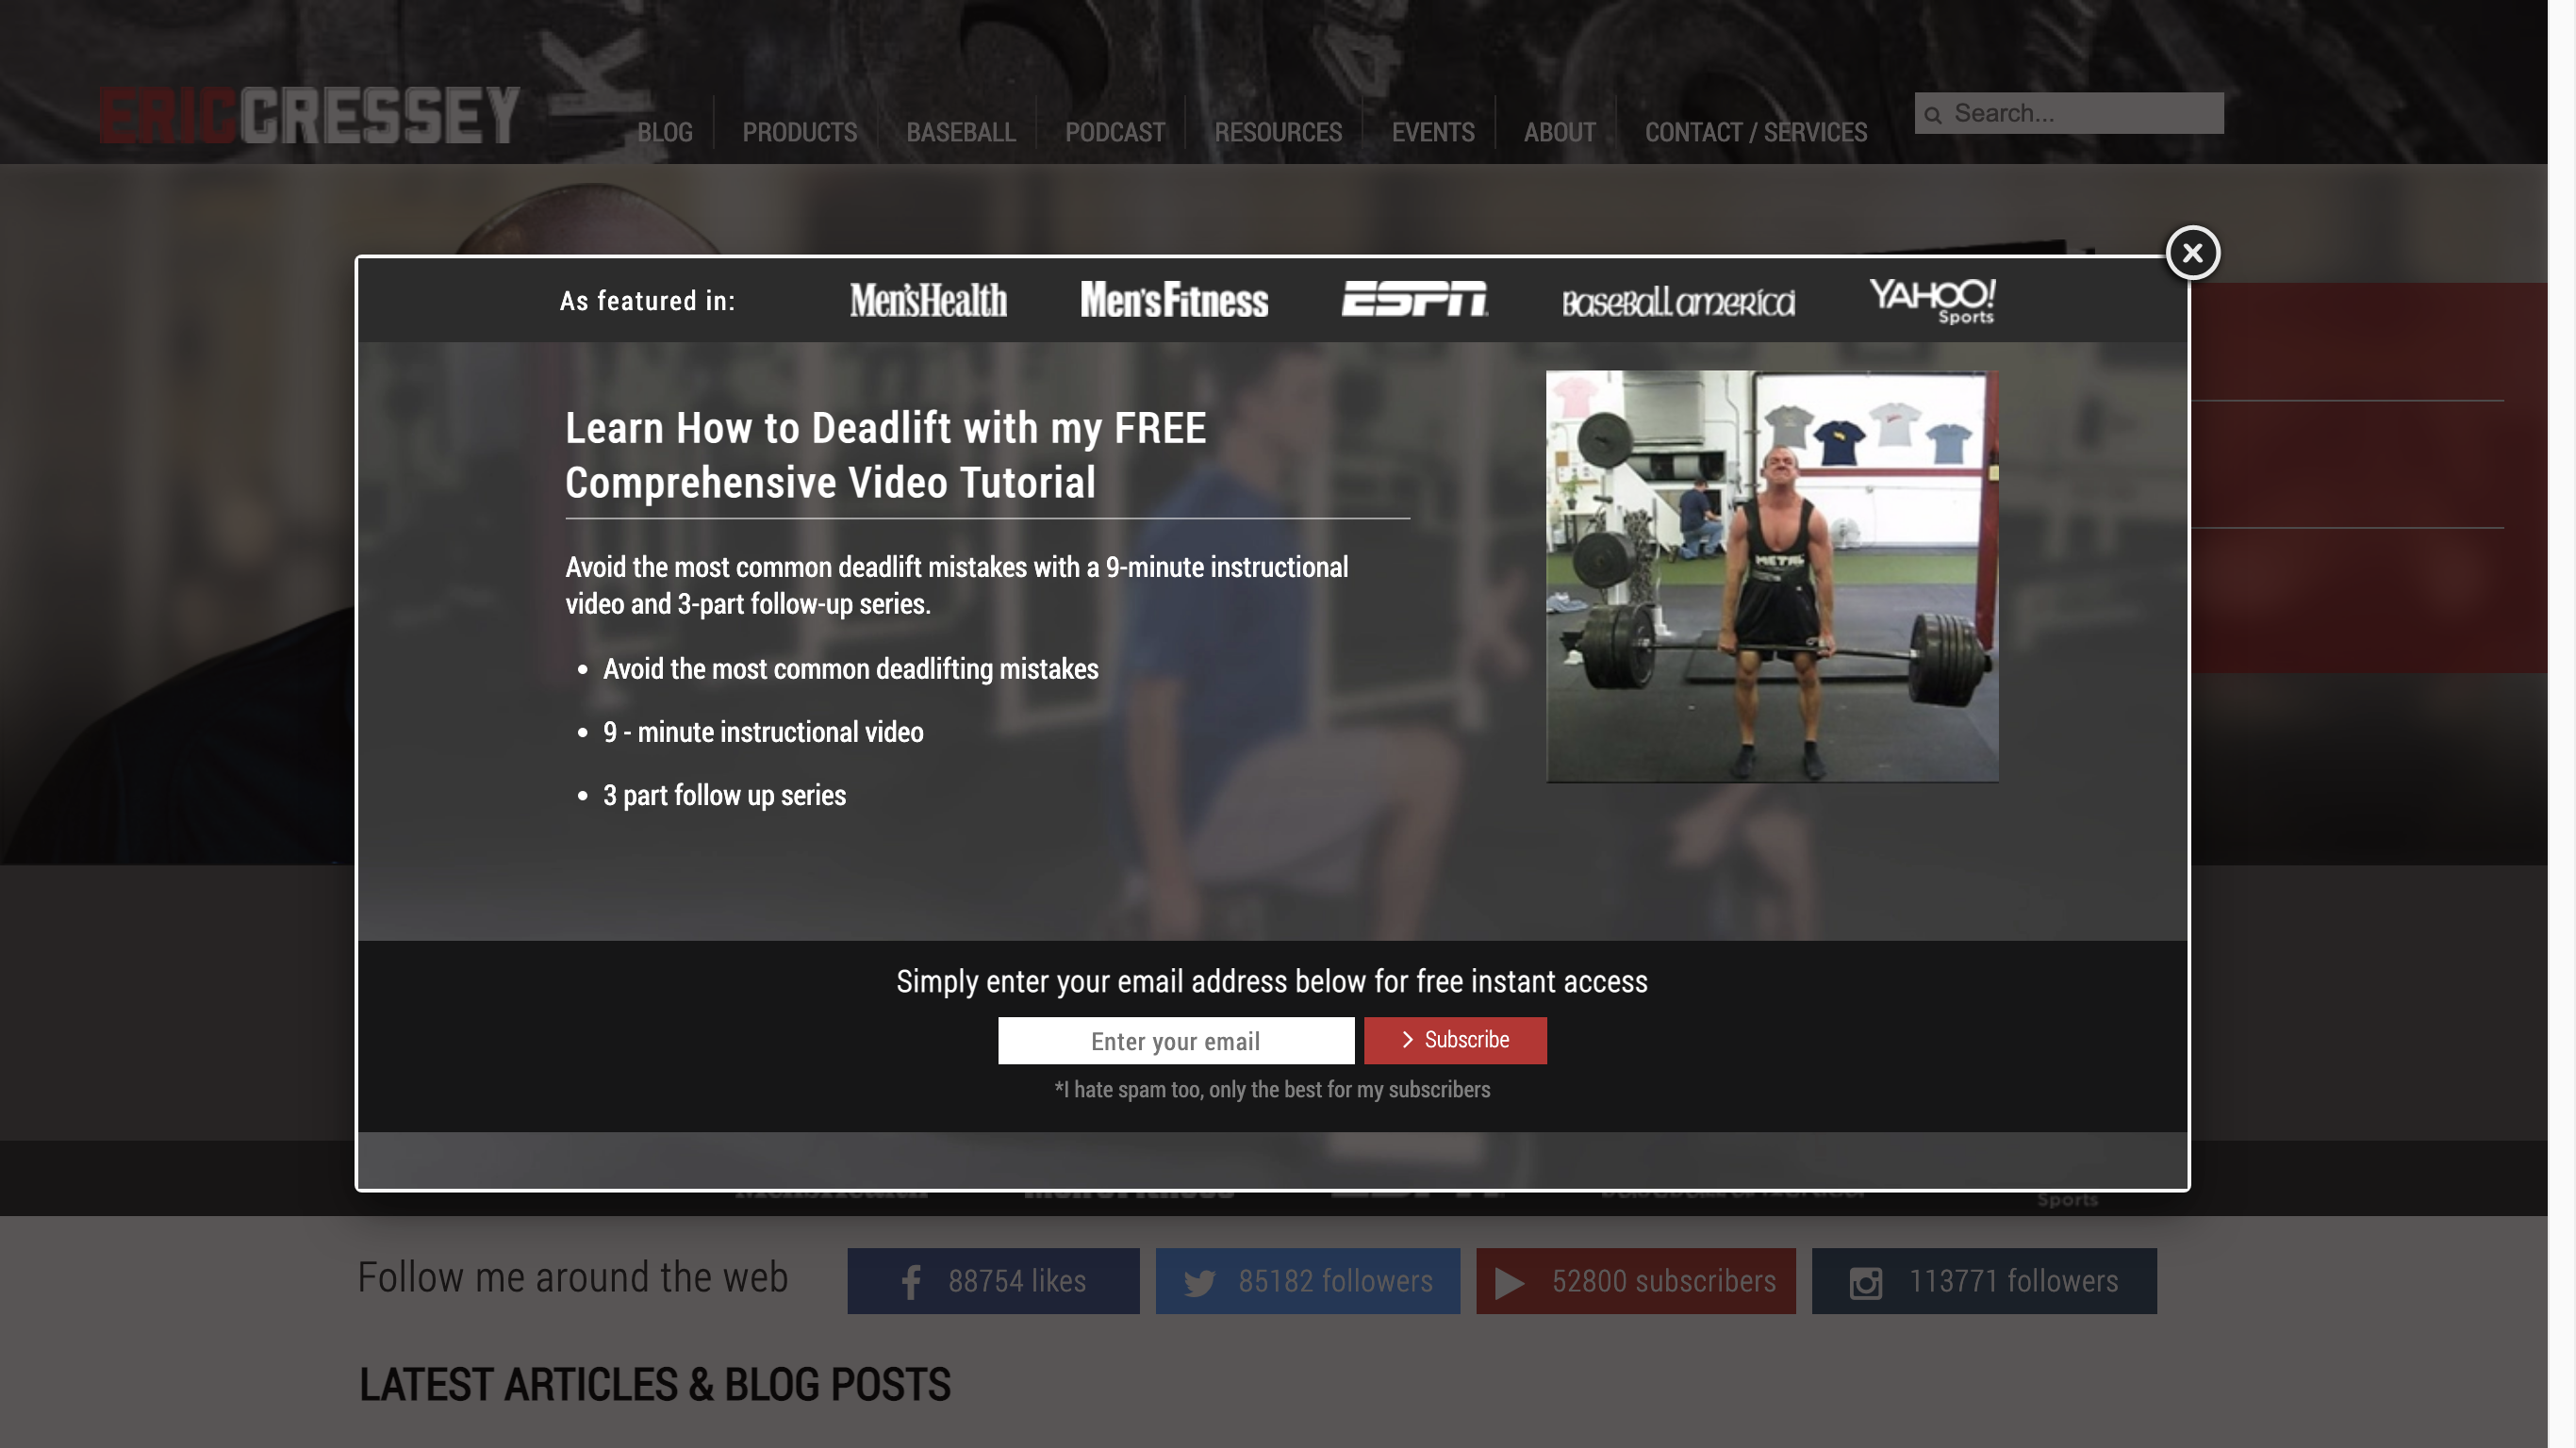 ERICCRESSEY
BLOG
PRODUCTS
BASEBALL
PODCAST
RESOURCES
EVENTS
ABOUT
CONTACT / SERVICES
Search...
As featured in:
Men'sHealth
Men'sFitness
ESPN
Baseball america
YAHOO!
Sports
Learn How to Deadlift with my FREE
Comprehensive Video Tutorial
Avoid the most common deadlift mistakes with a 9-minute instructional
video and 3-part follow-up series.
• Avoid the most common deadlifting mistakes
• 9 - minute instructional video
• 3 part follow up series
METAL
Simply enter your email address below for free instant access
Enter your email
Subscribe
*I hate spam too, only the best for my subscribers
Sports
Follow me around the web
88754 likes
85182 followers
52800 subscribers
113771 followers
LATEST ARTICLES & BLOG POSTS